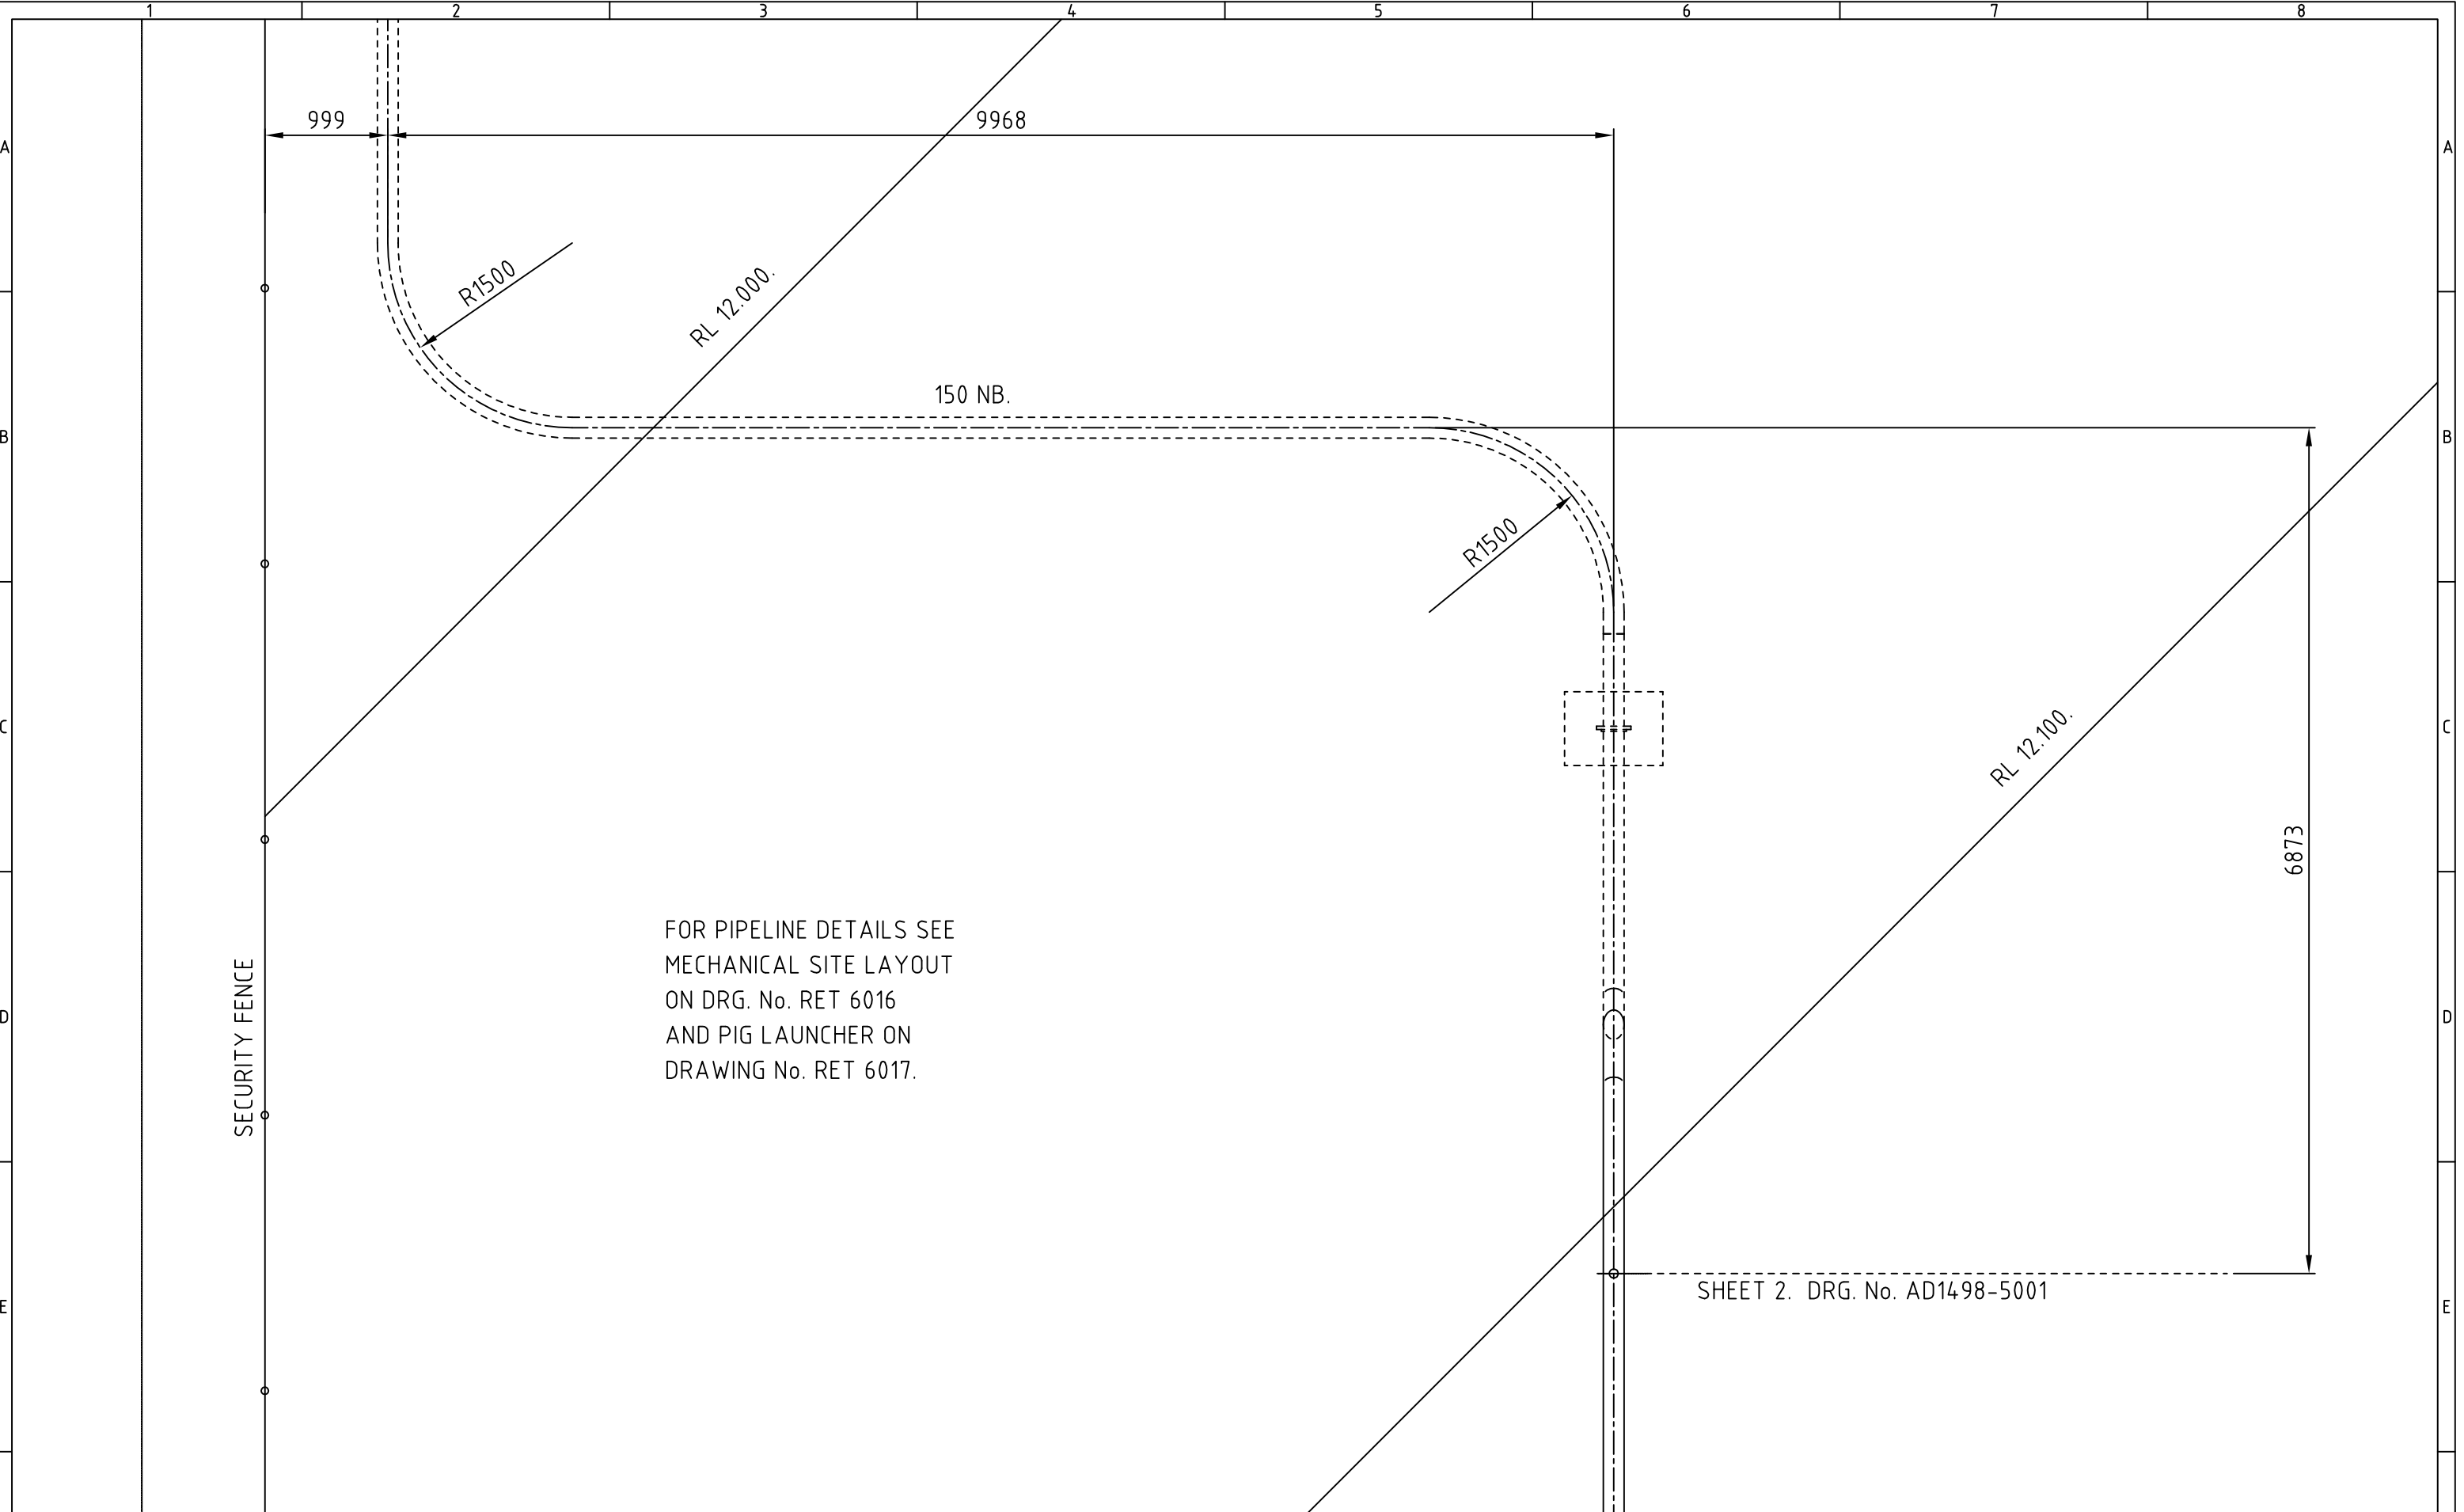 1 2 3 4 5 6 7 8
999 9968
A A
R1500
RL 12.000.
150 NB.
B B
R1500
C C
RL 12.100.
6873
FOR PIPELINE DETAILS SEE
MECHANICAL SITE LAYOUT
ON DRG. No. RET 6016
AND PIG LAUNCHER ON
DRAWING No. RET 6017.
SECURITY FENCE
D D
SHEET 2. DRG. No. AD1498-5001
E E